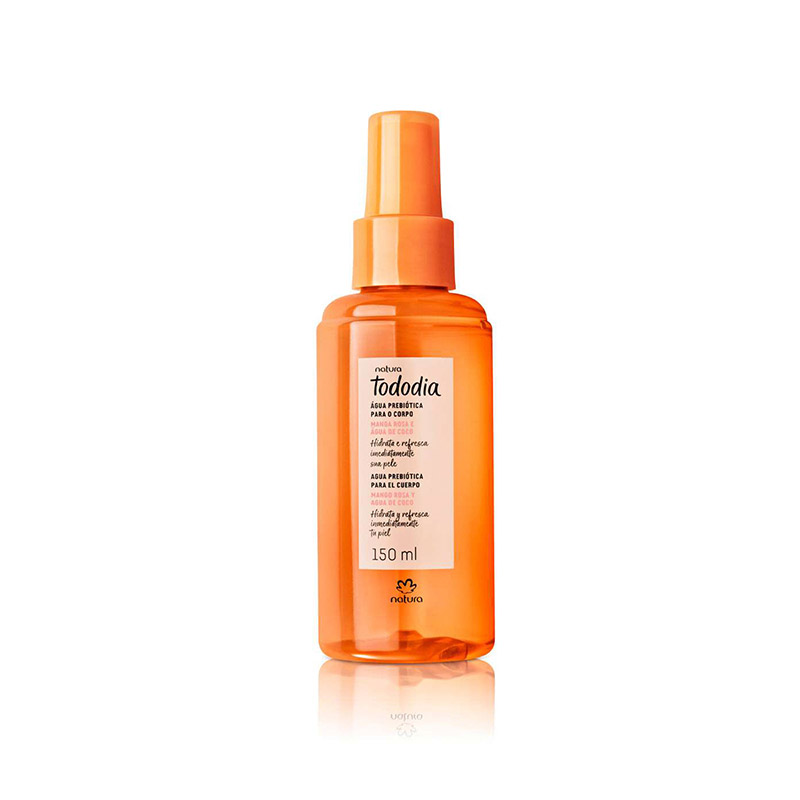 natura
tododia
ÁGUA PREBIÓTICA
PARA O CORPO
MANGA ROSA E
ÁGUA DE COCO
Hidrata e refresca
imediatamente
sua pele
AGUA PREBIÓTICA
PARA EL CUERPO
MANGO ROSA Y
AGUA DE COCO
Hidrata y refresca
inmediatamente
tu piel
150 ml
natura